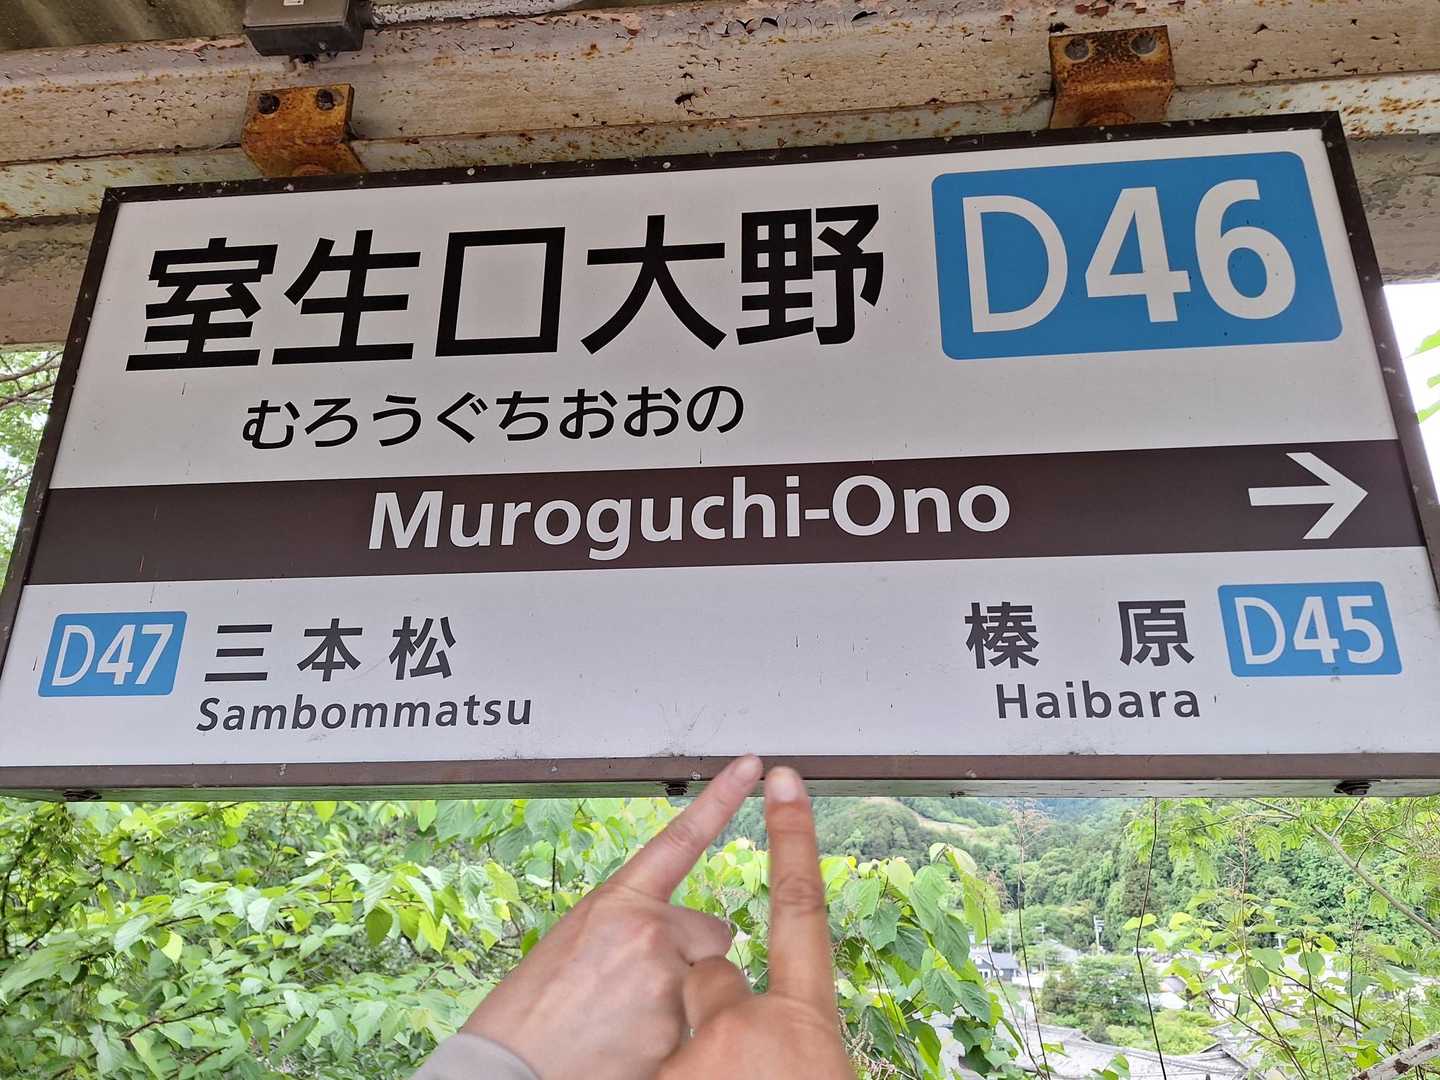 室生口大野 D46
むろうぐちおおの
Muroguchi-Ono →
D47 三本松 榛 原 D45
Sambommatsu Haibara